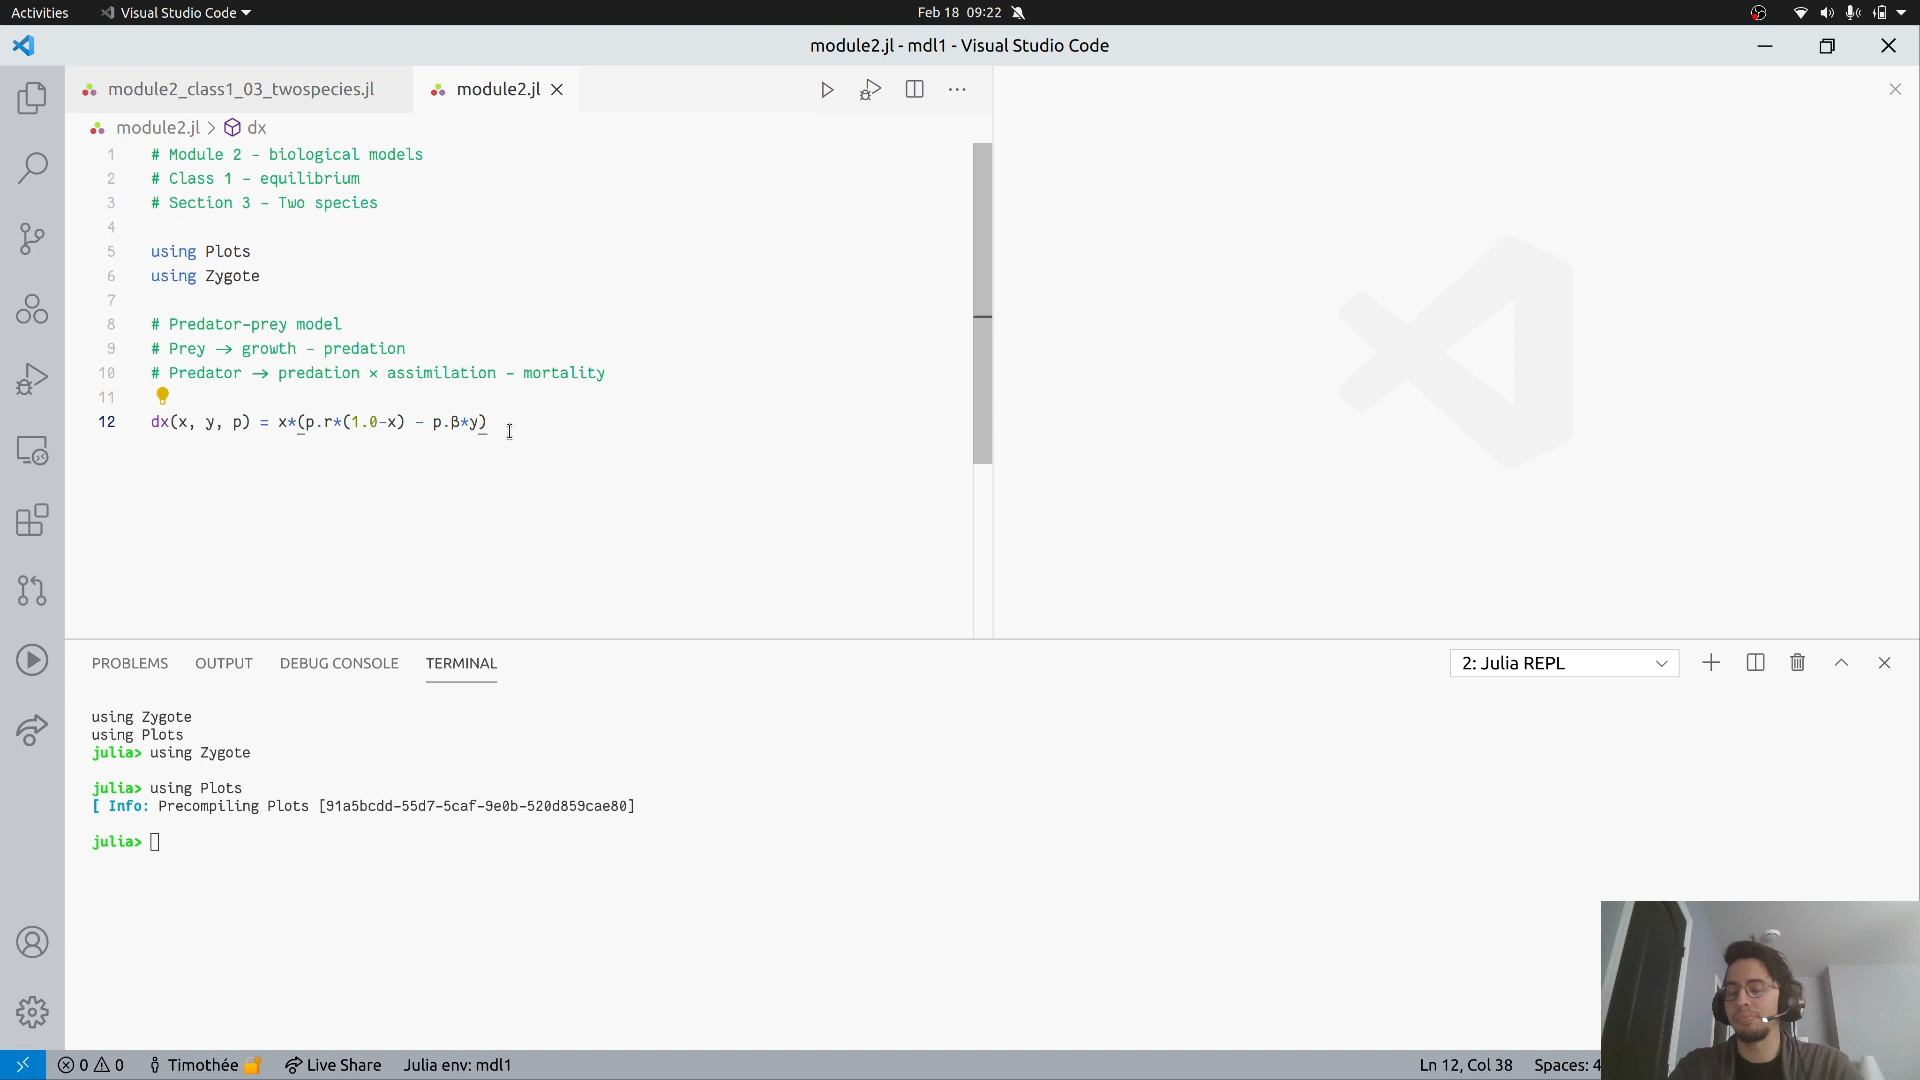 Activities
Visual Studio Code
Feb 18 09:22
module2.jl - mdl1 - Visual Studio Code
module2_class1_03_twospecies.jl
module2.jl
module2.jl > dx
1 # Module 2 - biological models
2 # Class 1 - equilibrium
3 # Section 3 - Two species
4
5 using Plots
6 using Zygote
7
8 # Predator-prey model
9 # Prey → growth - predation
10 # Predator → predation × assimilation - mortality
11
12 dx(x, y, p) = x*(p.r*(1.0-x) - p.β*y)
PROBLEMS OUTPUT DEBUG CONSOLE TERMINAL
2: Julia REPL
using Zygote
using Plots
julia> using Zygote
julia> using Plots
[ Info: Precompiling Plots [91a5bcdd-55d7-5caf-9e0b-520d859cae80]
julia>
0 0 Timothée Live Share Julia env: mdl1
Ln 12, Col 38 Spaces: 4